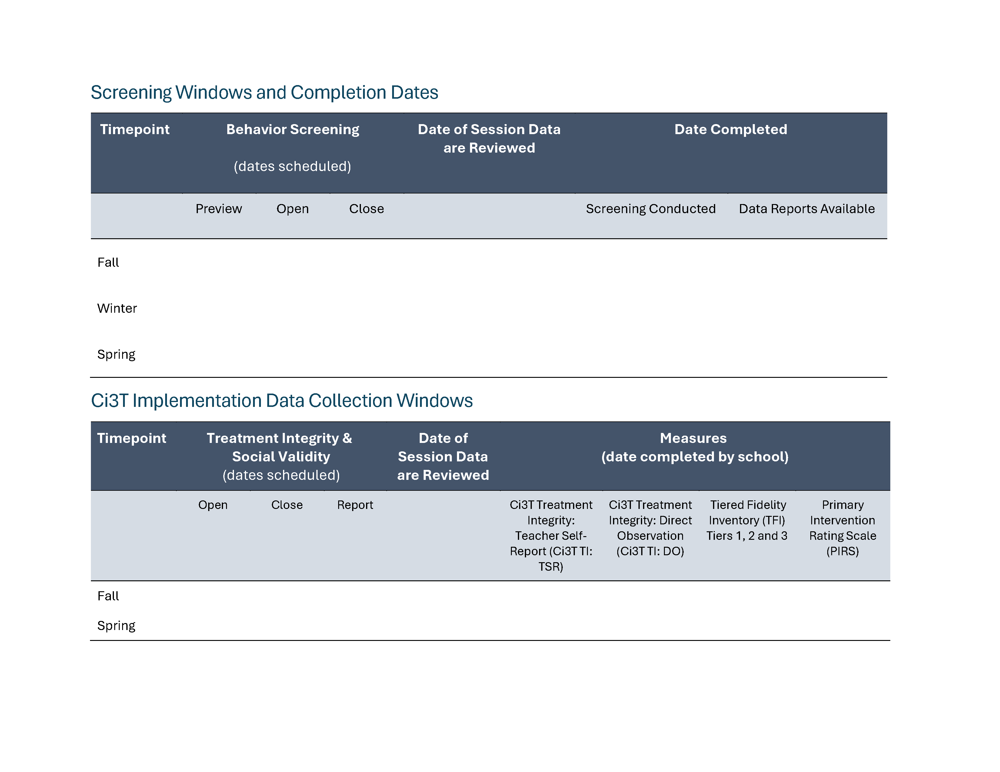 Screening Windows and Completion Dates
Timepoint Behavior Screening Date of Session Data Date Completed
are Reviewed
(dates scheduled)
Preview Open Close Screening Conducted Data Reports Available
Fall
Winter
Spring
Ci3T Implementation Data Collection Windows
Timepoint Treatment Integrity & Date of Measures
Social Validity Session Data (date completed by school)
(dates scheduled) are Reviewed
Open Close Report Ci3T Treatment Ci3T Treatment Tiered Fidelity Primary
Integrity: Integrity: Direct Inventory (TFI) Intervention
Teacher Self- Observation Tiers 1, 2 and 3 Rating Scale
Report (Ci3T TI: (Ci3T TI: DO) (PIRS)
TSR)
Fall
Spring